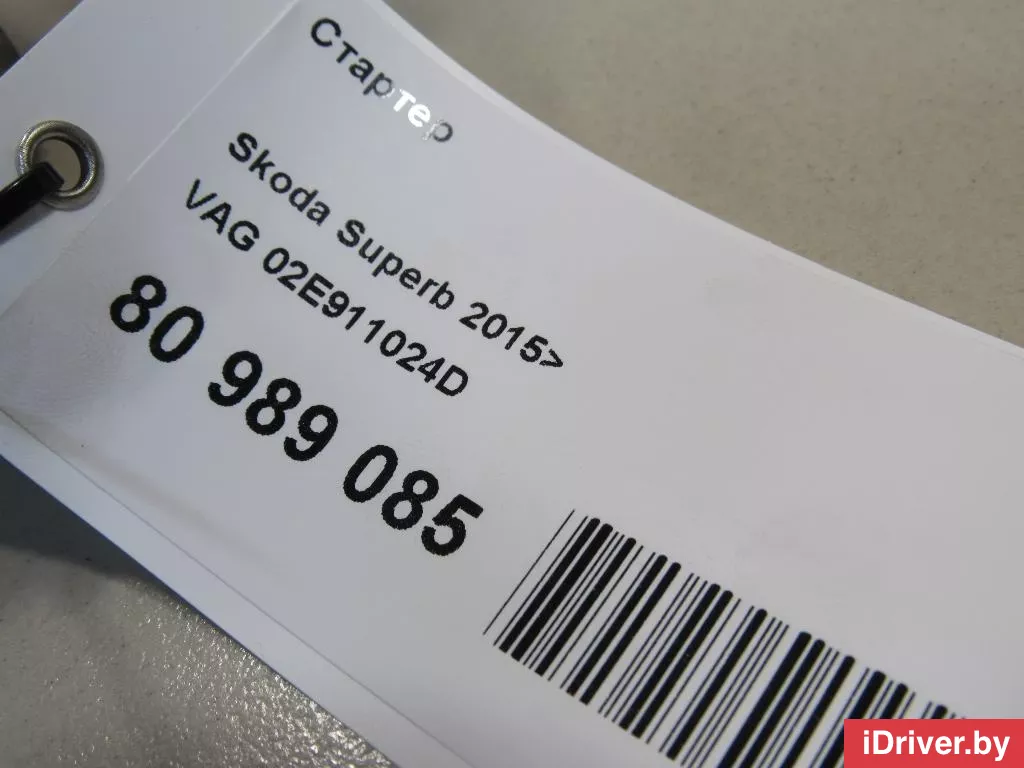 Стартер
Skoda Superb 2015>
VAG 02E911024D
80 989 085
iDriver.by